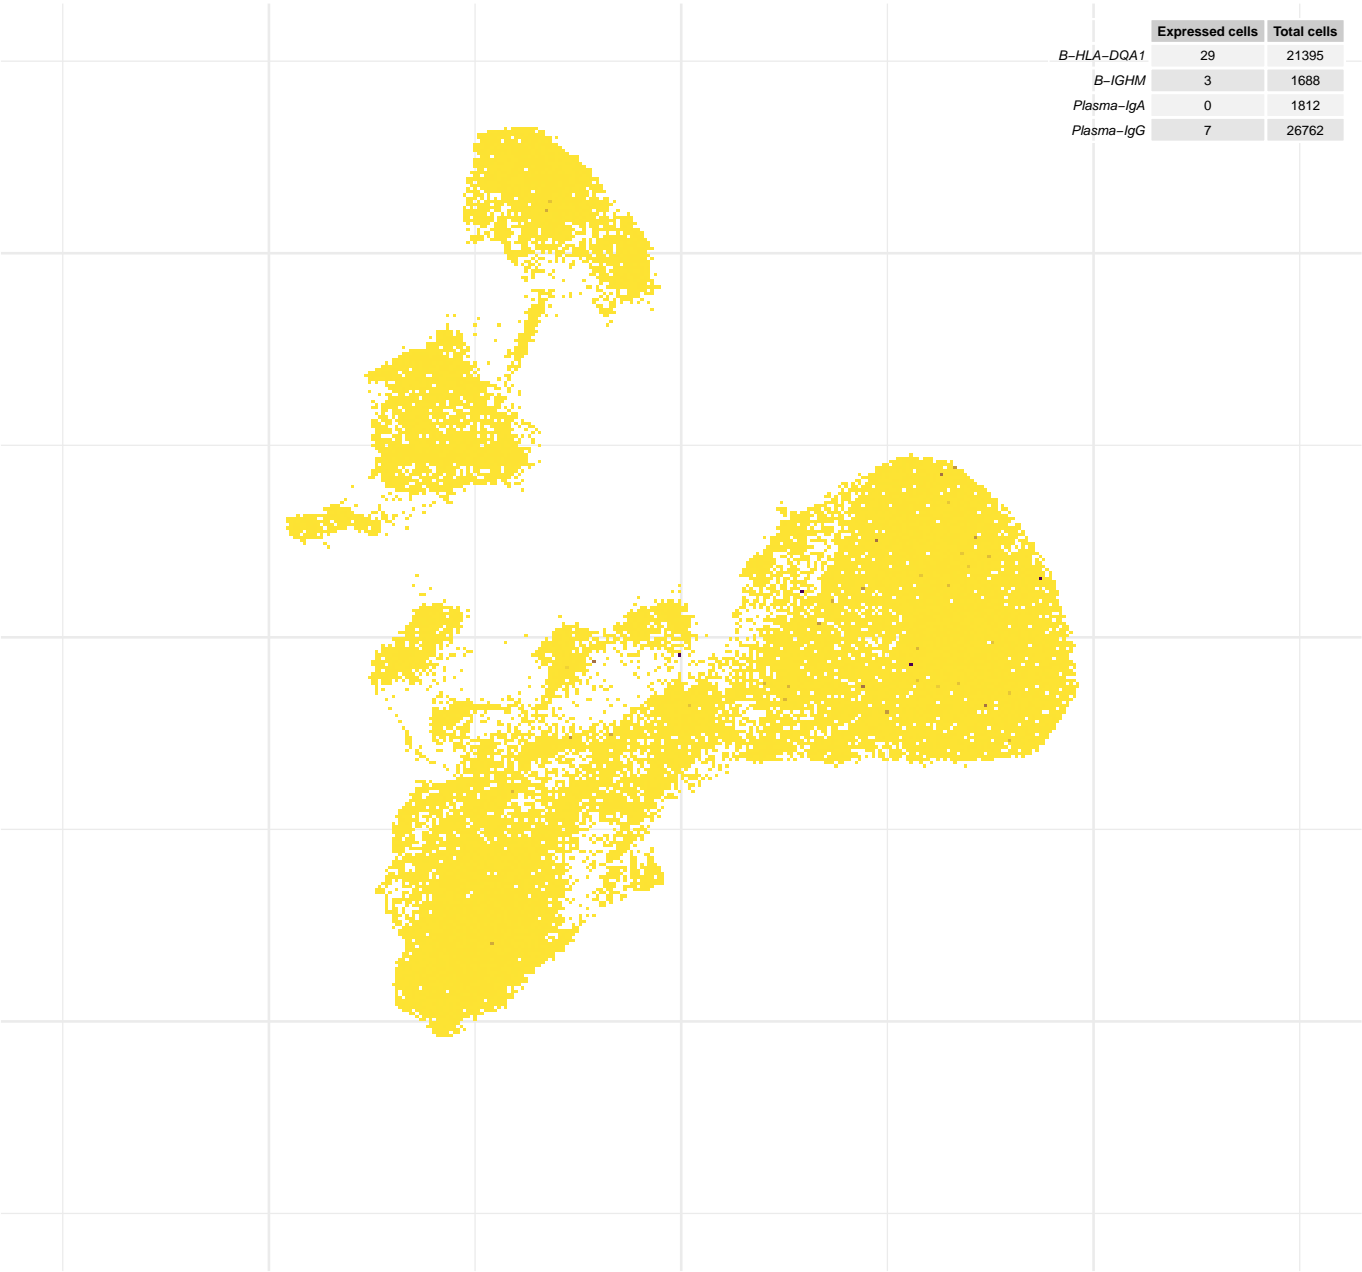 Expressed cells Total cells
B−HLA−DQA1 29 21395
B−IGHM 3 1688
Plasma−IgA 0 1812
Plasma−IgG 7 26762